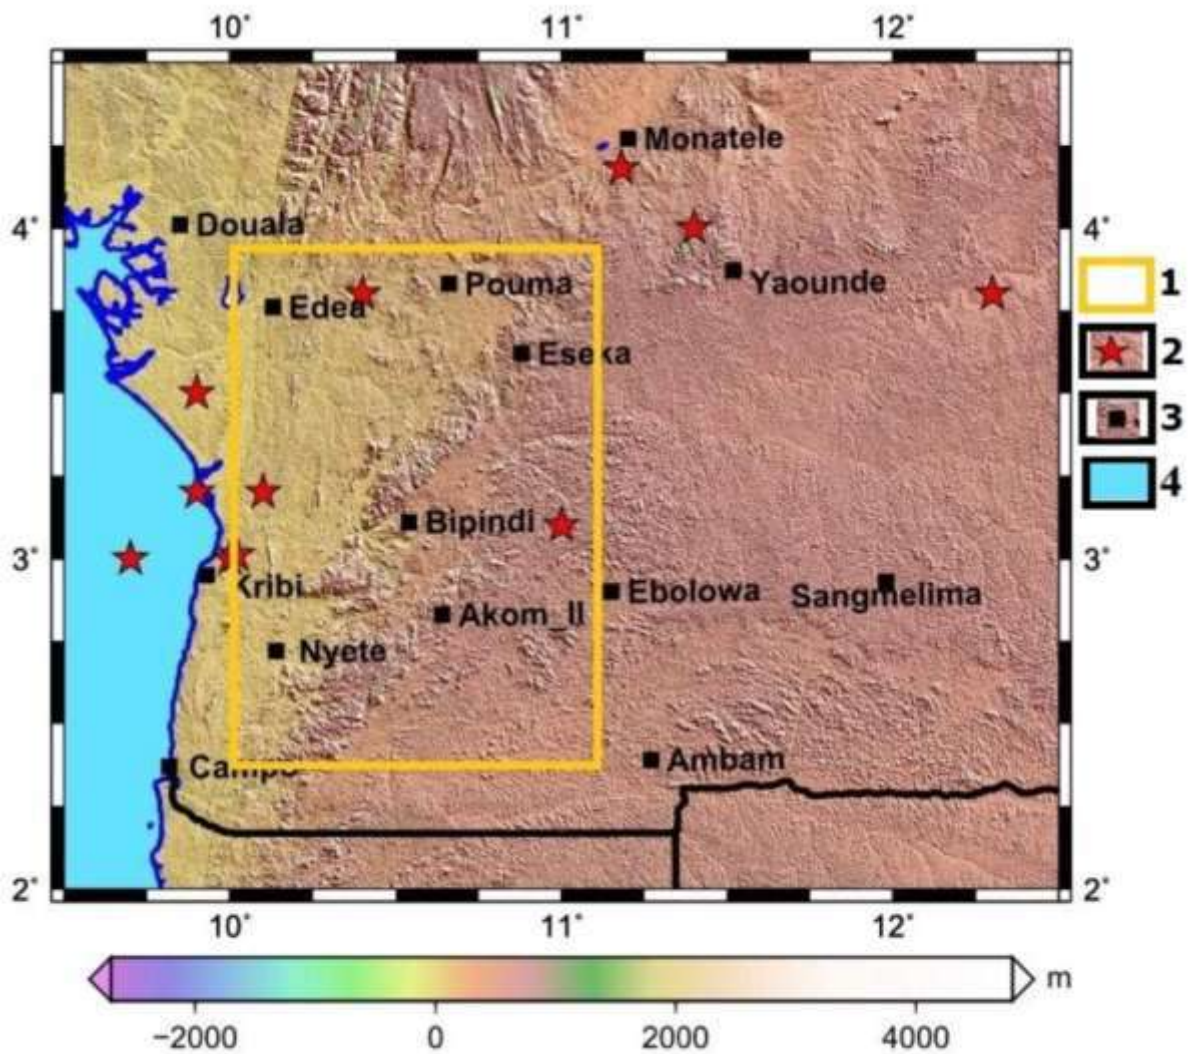 10° 11° 12°
Monatele
4° Douala 4°
Yaounde
Pouma
Edea
1
Eseka
2
3
4
Bipindi
3° 3°
Kribi
Ebolowa
Sangmelima
Akom_II
Nyete
Ambam
Campo
2° 2°
10° 11° 12°
m
−2000 0 2000 4000